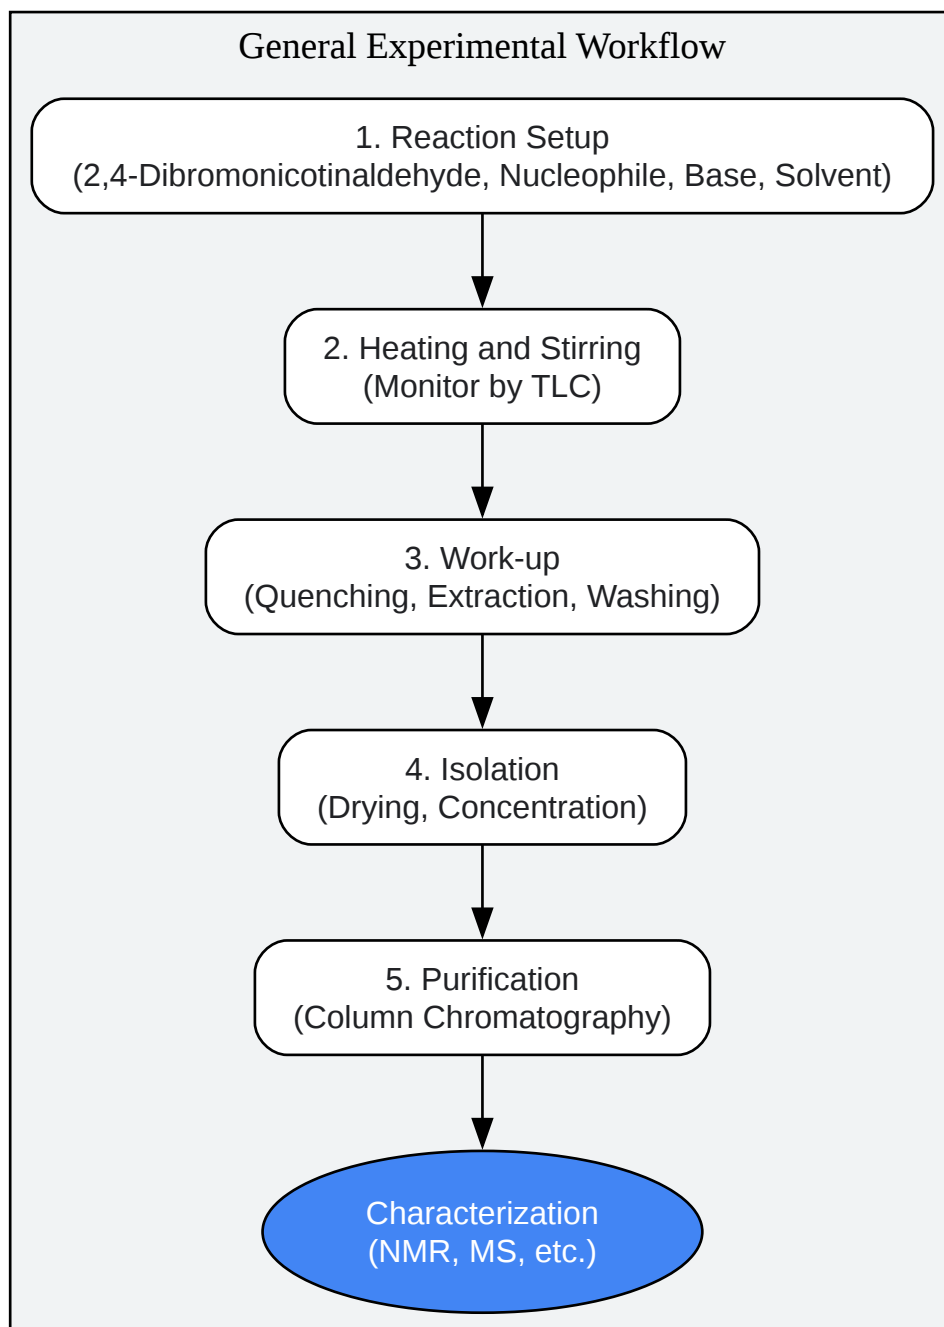 General Experimental Workflow
1. Reaction Setup
(2,4-Dibromonicotinaldehyde, Nucleophile, Base, Solvent)
2. Heating and Stirring
(Monitor by TLC)
3. Work-up
(Quenching, Extraction, Washing)
4. Isolation
(Drying, Concentration)
5. Purification
(Column Chromatography)
Characterization
(NMR, MS, etc.)